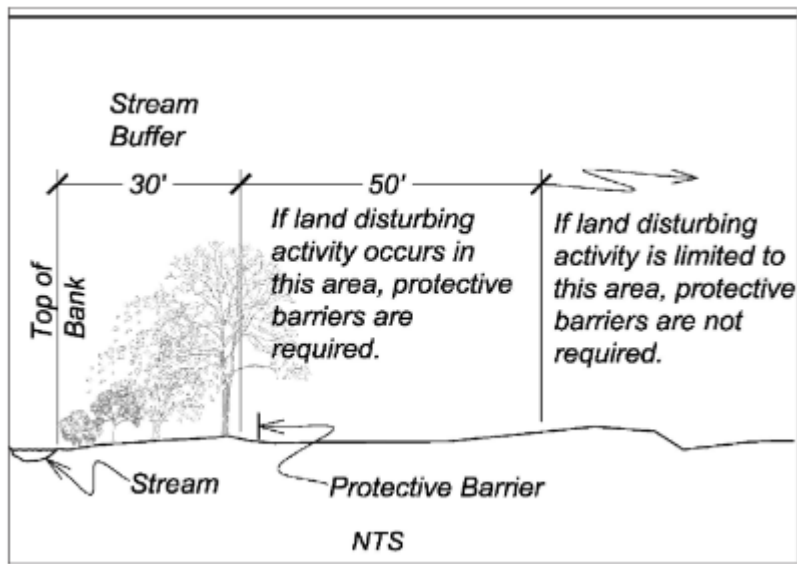 Stream
Buffer
30'
50'
Top of
Bank
If land disturbing
activity occurs in
this area, protective
barriers are
required.
If land disturbing
activity is limited to
this area, protective
barriers are not
required.
Stream
Protective Barrier
NTS